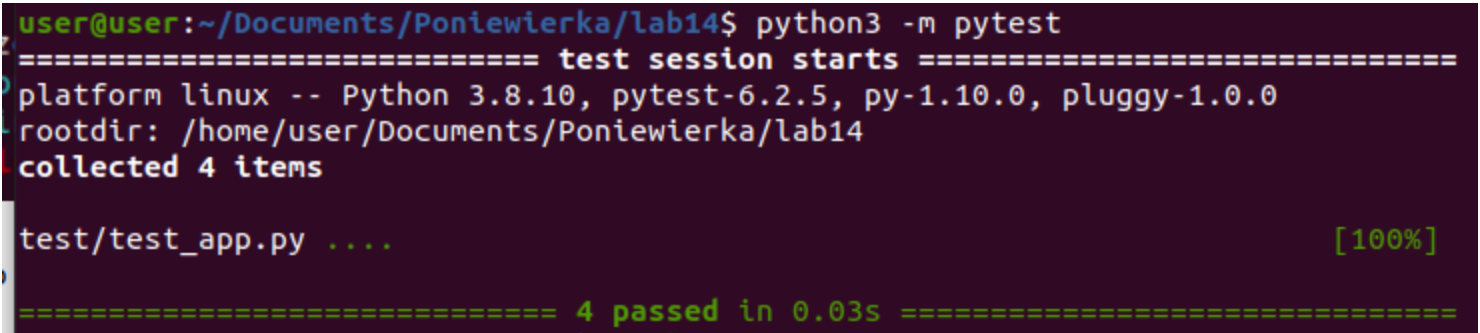 user@user:~/Documents/Poniewierka/lab14$ python3 -m pytest
============================= test session starts ==============================
platform linux -- Python 3.8.10, pytest-6.2.5, py-1.10.0, pluggy-1.0.0
rootdir: /home/user/Documents/Poniewierka/lab14
collected 4 items
test/test_app.py .... [100%]
============================== 4 passed in 0.03s ===============================